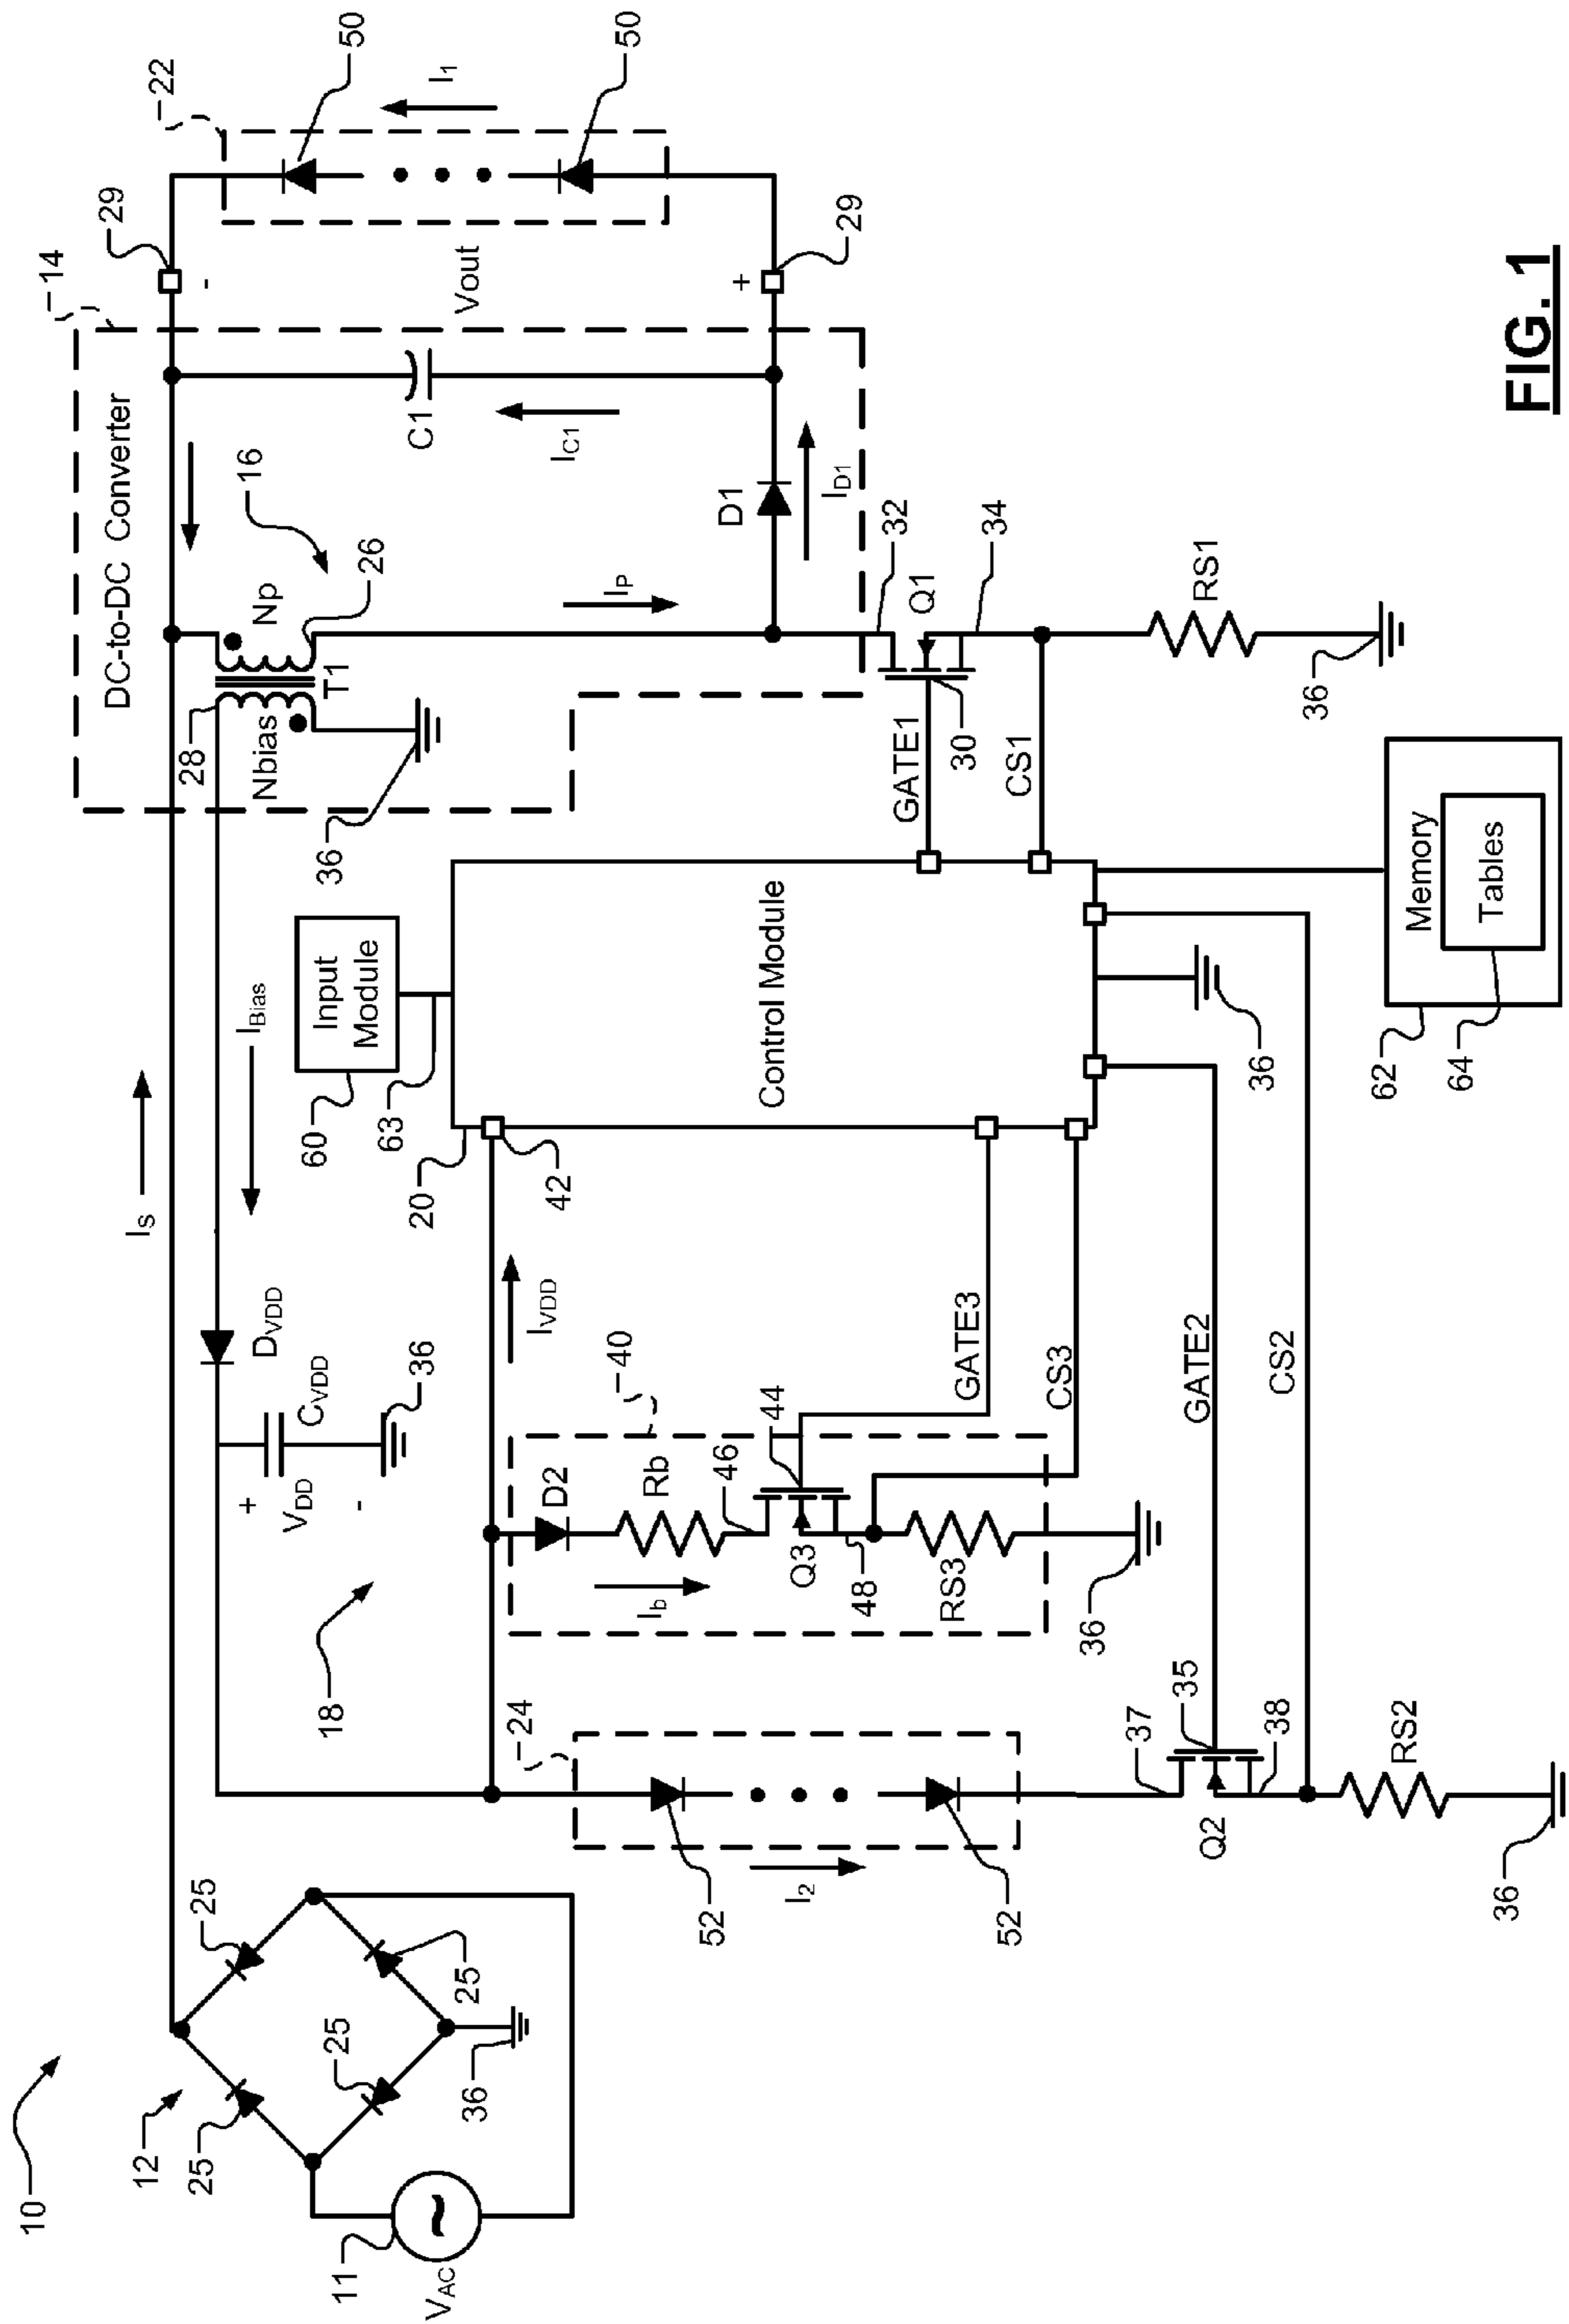 10
11
VAC
12
25
25
25
25
36
IS
IBias
DVDD
+
VDD
-
CVDD
36
18
24
52
52
I2
37
35
Q2
38
RS2
36
40
D2
Rb
46
44
Q3
48
RS3
Ib
36
IVDD
GATE3
CS3
GATE2
CS2
20
42
60
63
Input
Module
Control Module
36
62
64
Memory
Tables
GATE1
30
CS1
Q1
32
34
RS1
36
14
DC-to-DC Converter
28
Nbias
T1
Np
26
16
36
IP
D1
ID1
C1
IC1
29
-
Vout
+
29
22
50
50
I1
FIG. 1